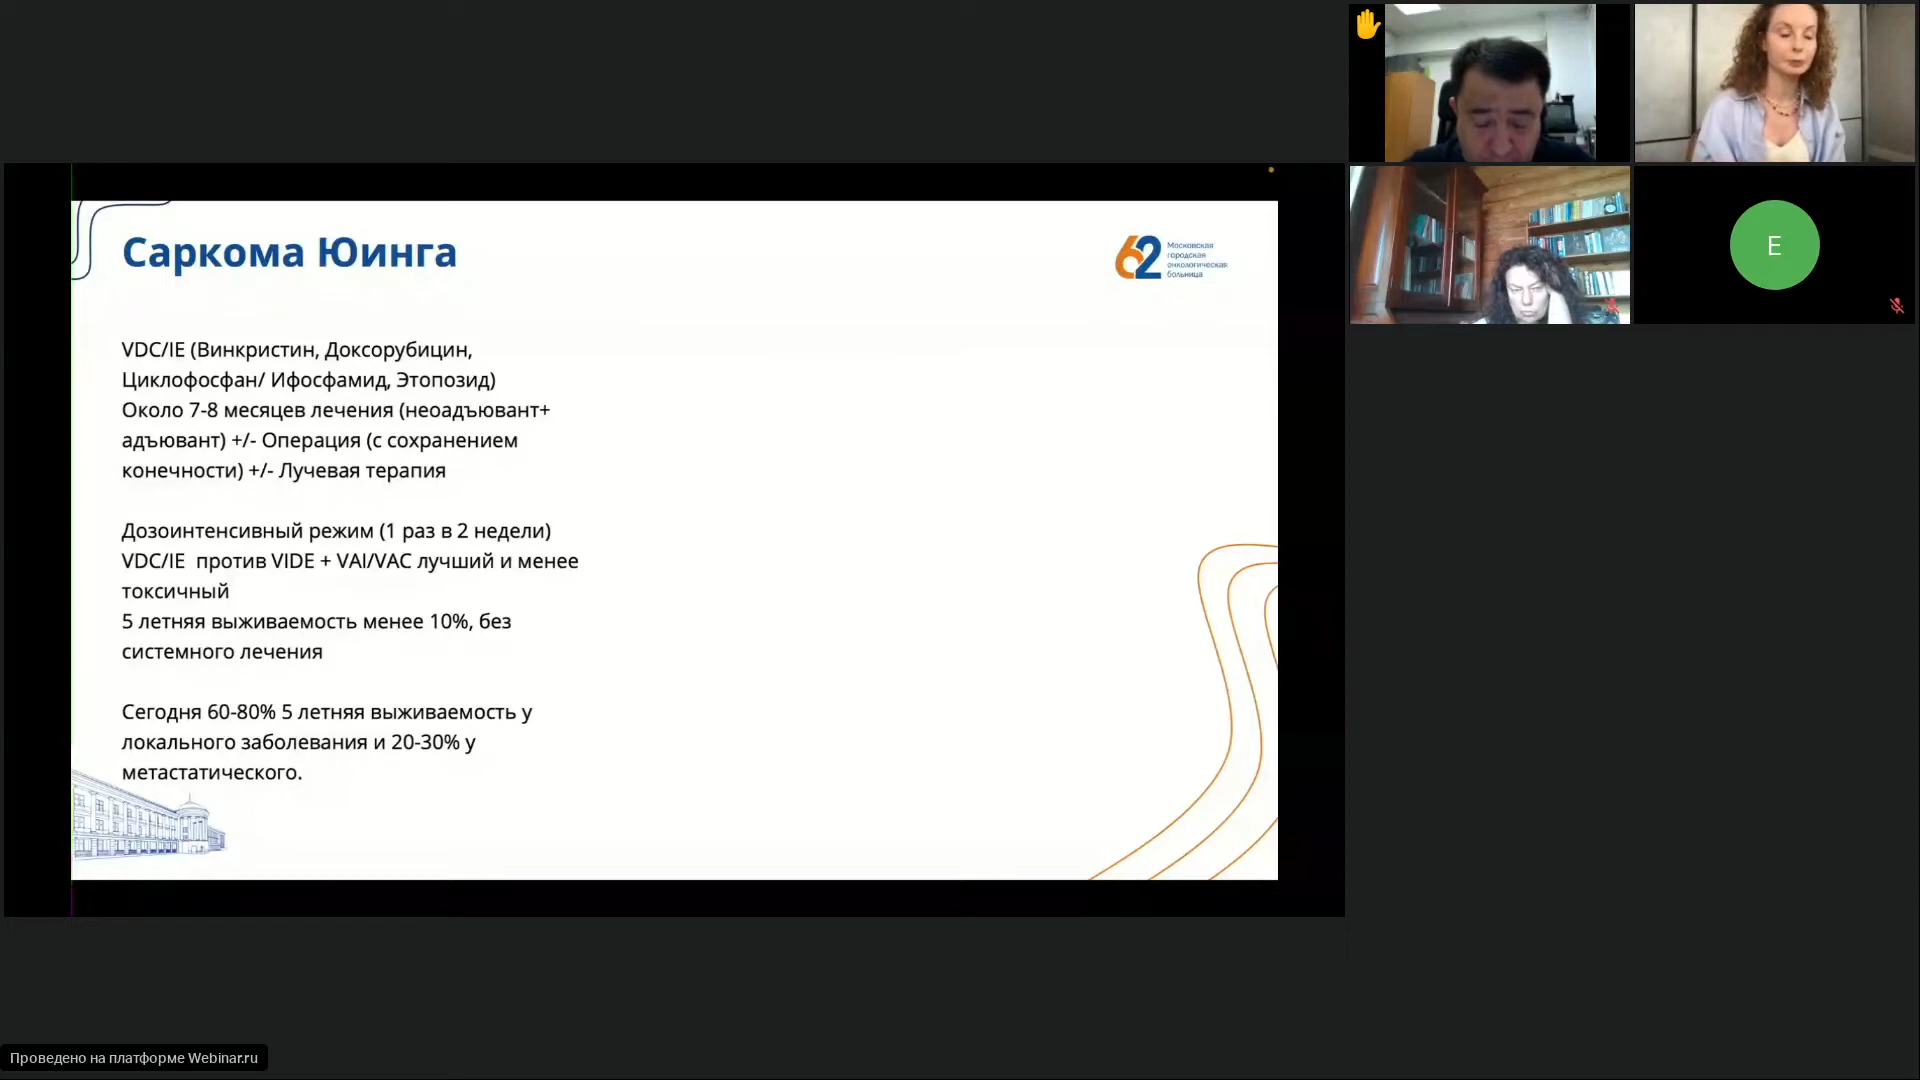 Саркома Юинга
62 Московская
городская
онкологическая
больница
VDC/IE (Винкристин, Доксорубицин,
Циклофосфан/ Ифосфамид, Этопозид)
Около 7-8 месяцев лечения (неоадъювант+
адъювант) +/- Операция (с сохранением
конечности) +/- Лучевая терапия
Дозоинтенсивный режим (1 раз в 2 недели)
VDC/IE  против VIDE + VAI/VAC лучший и менее
токсичный
5 летняя выживаемость менее 10%, без
системного лечения
Сегодня 60-80% 5 летняя выживаемость у
локального заболевания и 20-30% у
метастатического.
E
Проведено на платформе Webinar.ru